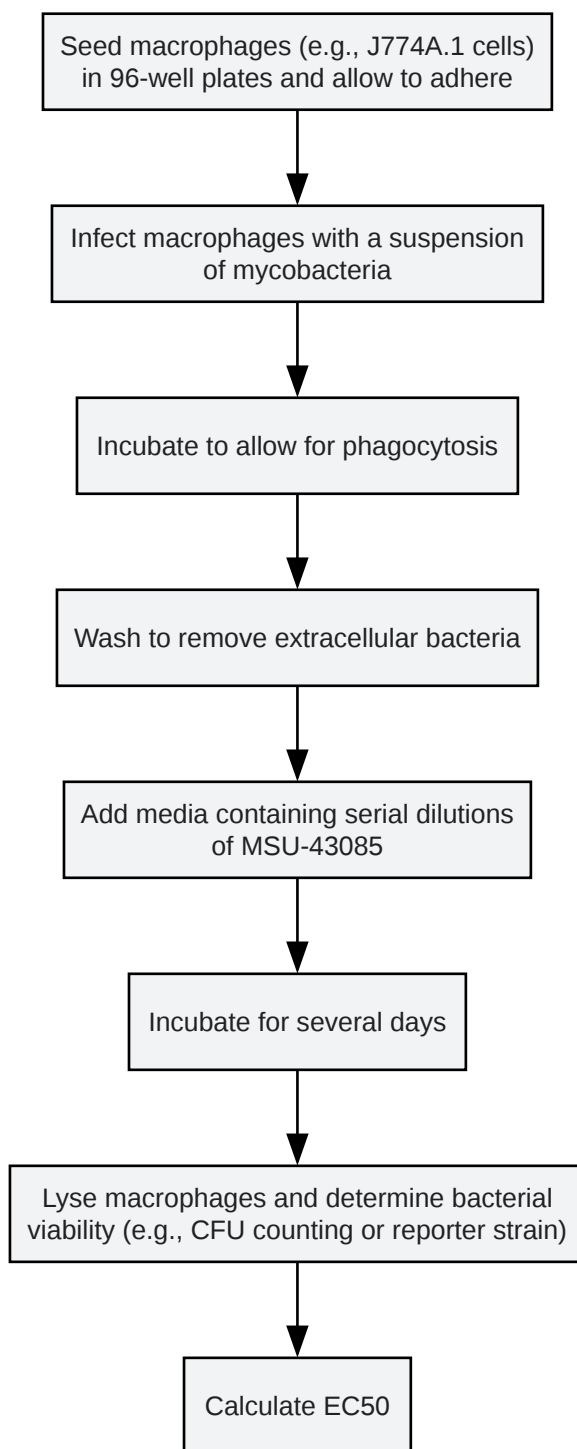 Seed macrophages (e.g., J774A.1 cells)
in 96-well plates and allow to adhere
Infect macrophages with a suspension
of mycobacteria
Incubate to allow for phagocytosis
Wash to remove extracellular bacteria
Add media containing serial dilutions
of MSU-43085
Incubate for several days
Lyse macrophages and determine bacterial
viability (e.g., CFU counting or reporter strain)
Calculate EC50